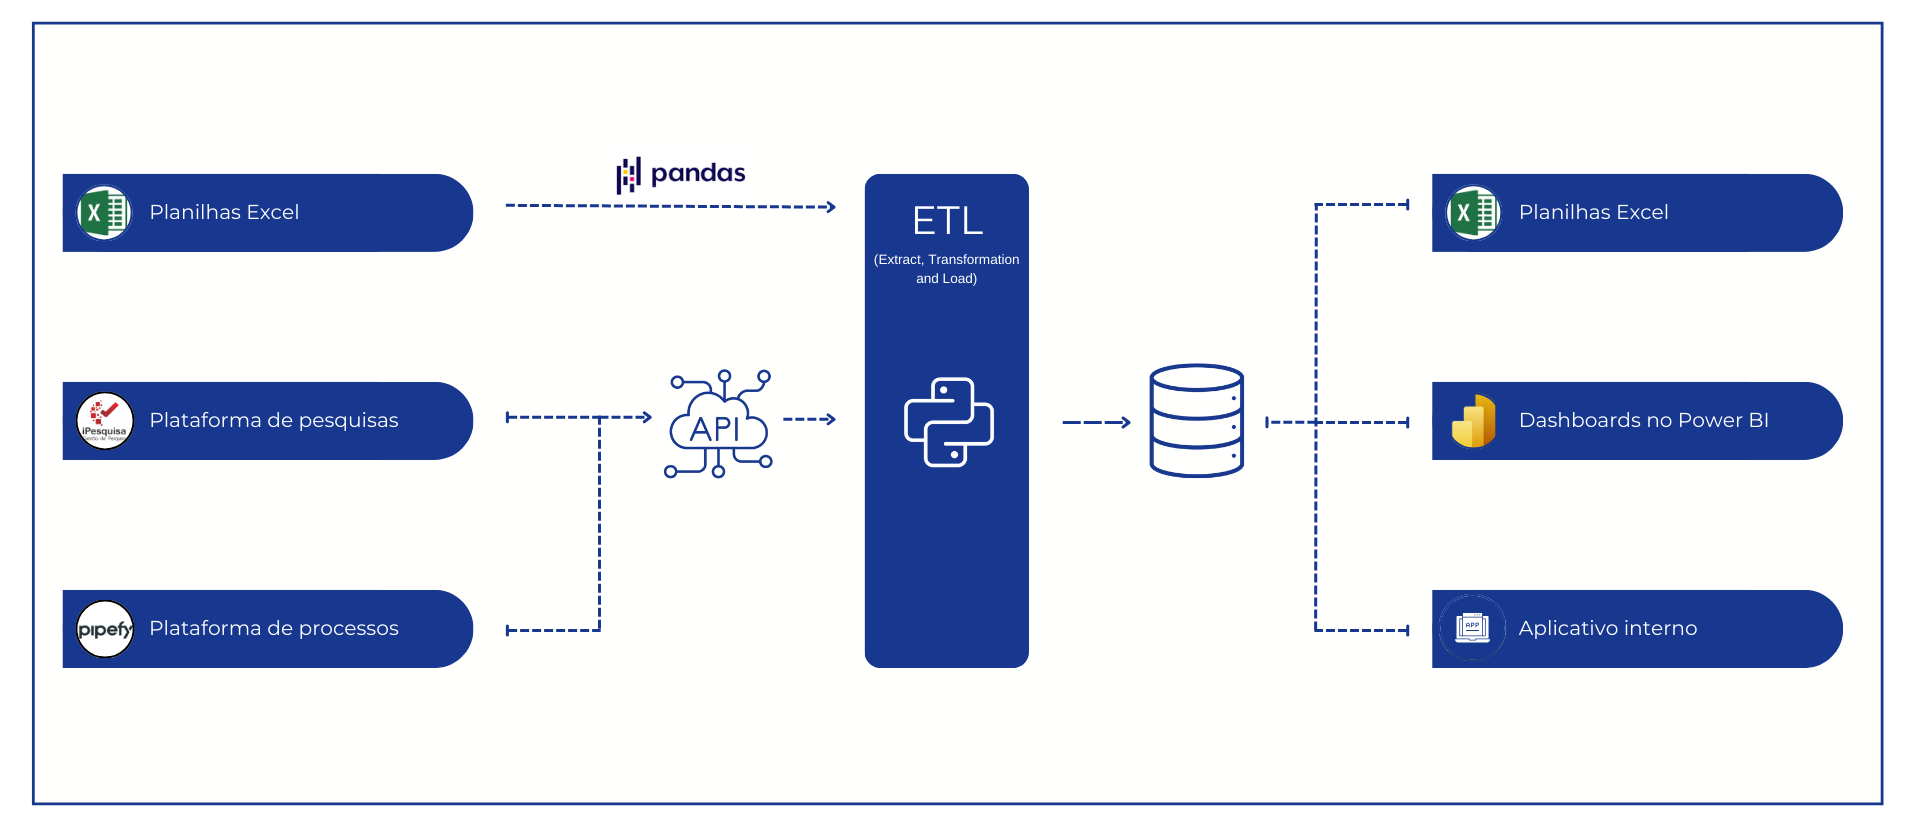 pandas
Planilhas Excel
ETL
(Extract, Transformation
and Load)
X
Planilhas Excel
X
iPesquisa
Gestão de Pesquisa
Plataforma de pesquisas
API
Dashboards no Power BI
pipefy
Plataforma de processos
APP
Aplicativo interno